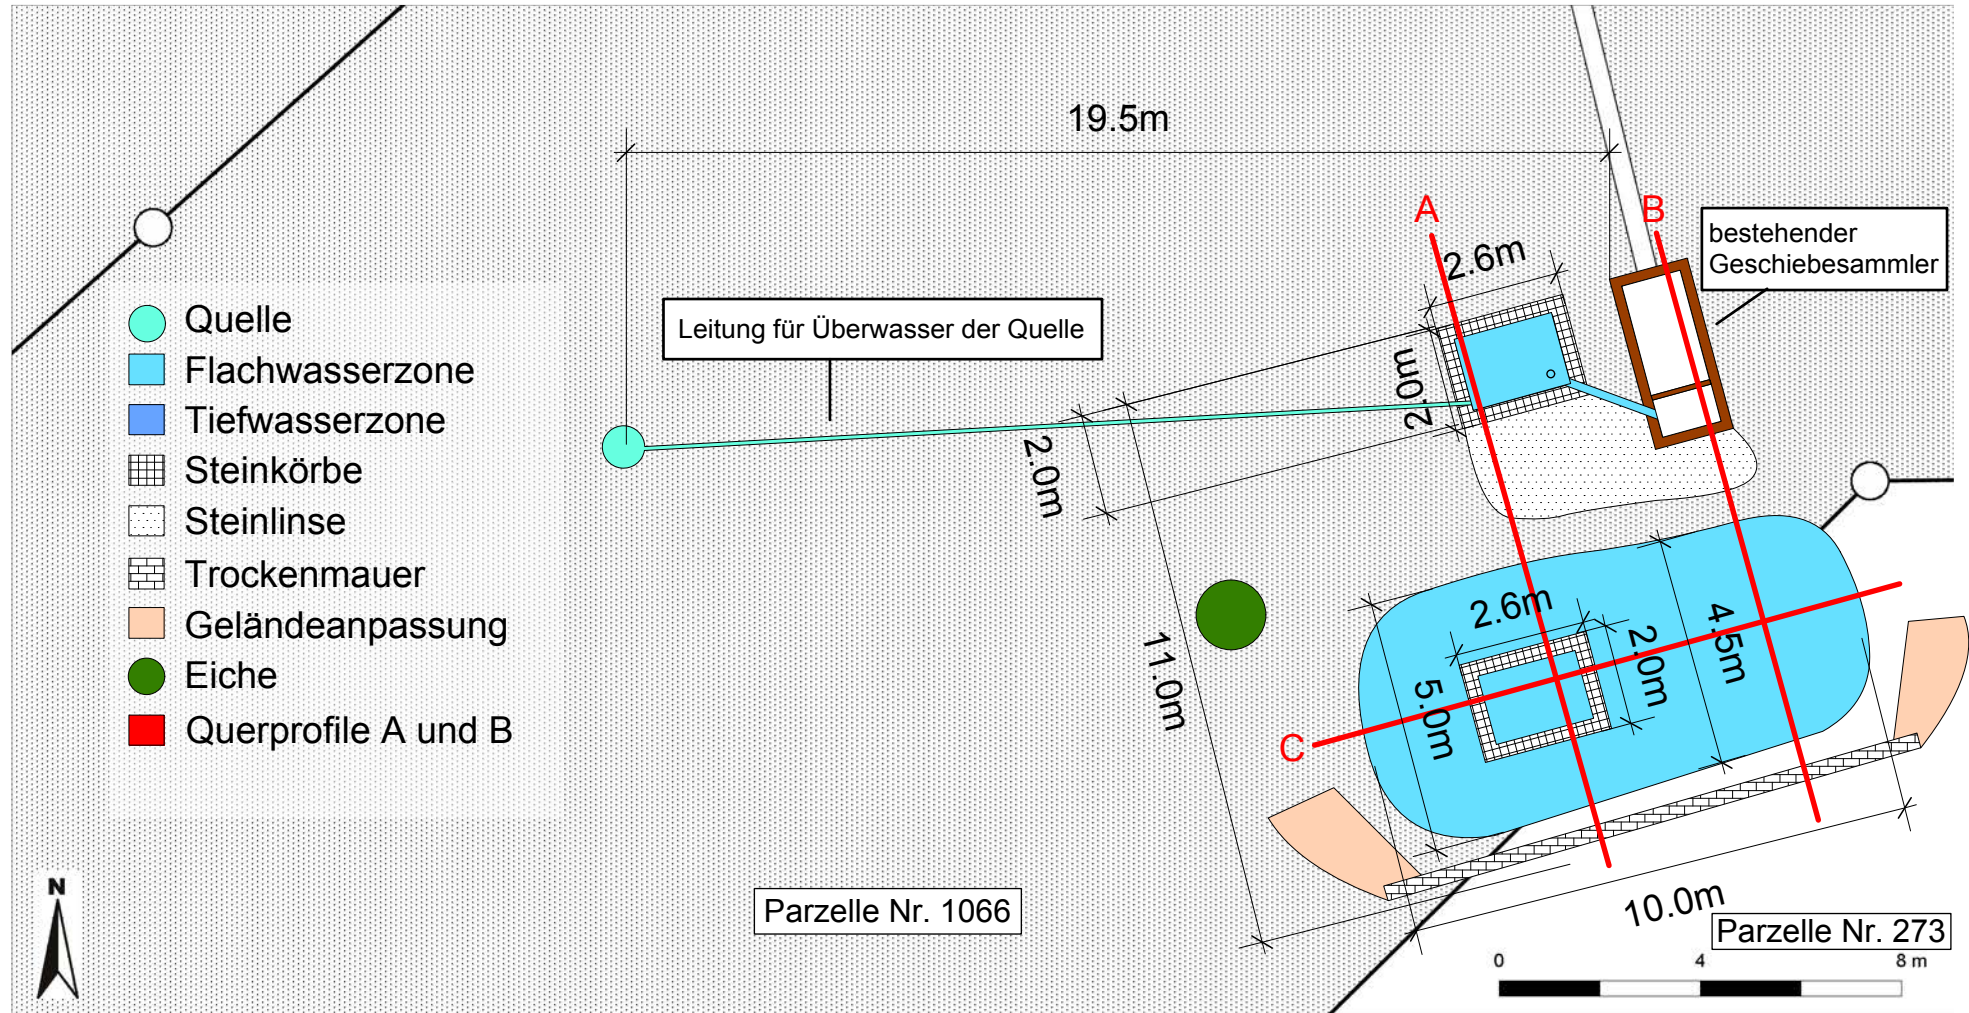 19.5m
A
B
2.6m
bestehender
Geschiebesammler
Quelle
Leitung für Überwasser der Quelle
Flachwasserzone
2.0m
Tiefwasserzone
2.0m
Steinkörbe
Steinlinse
Trockenmauer
2.6m
Geländeanpassung
2.0m
4.5m
11.0m
5.0m
Eiche
Querprofile A und B
C
N
Parzelle Nr. 1066
10.0m
Parzelle Nr. 273
0 4 8 m